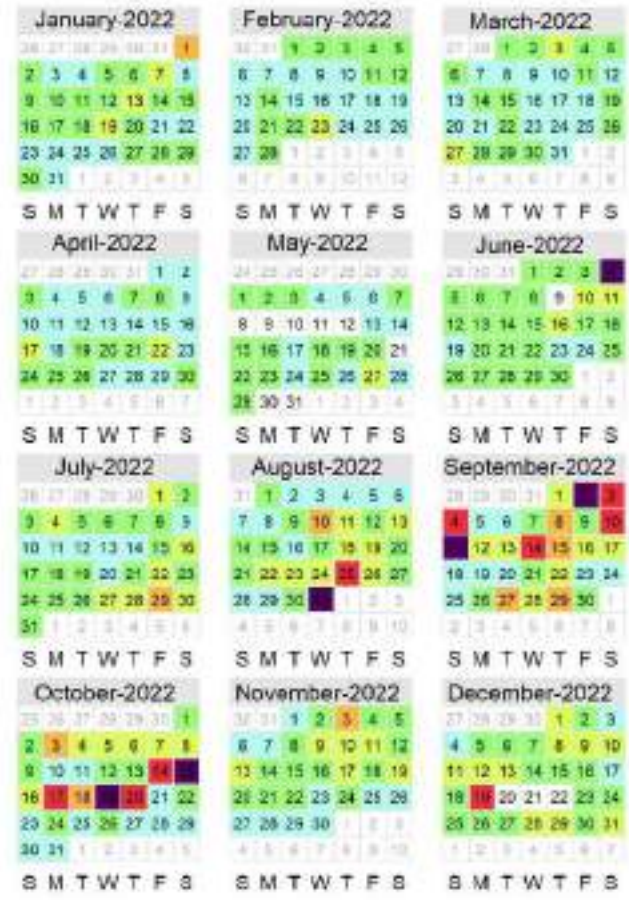 January-2022
1
2 3 4 5 6 7 8
9 10 11 12 13 14 15
16 17 18 19 20 21 22
23 24 25 26 27 28 29
30 31
S M T W T F S
February-2022
1 2 3 4 5
6 7 8 9 10 11 12
13 14 15 16 17 18 19
20 21 22 23 24 25 26
27 28
S M T W T F S
March-2022
1 2 3 4 5
6 7 8 9 10 11 12
13 14 15 16 17 18 19
20 21 22 23 24 25 26
27 28 29 30 31
S M T W T F S
April-2022
1 2
3 4 5 6 7 8 9
10 11 12 13 14 15 16
17 18 19 20 21 22 23
24 25 26 27 28 29 30
S M T W T F S
May-2022
1 2 3 4 5 6 7
8 9 10 11 12 13 14
15 16 17 18 19 20 21
22 23 24 25 26 27 28
29 30 31
S M T W T F S
June-2022
1 2 3
5 6 7 8 9 10 11
12 13 14 15 16 17 18
19 20 21 22 23 24 25
26 27 28 29 30
S M T W T F S
July-2022
1 2
3 4 5 6 7 8 9
10 11 12 13 14 15 16
17 18 19 20 21 22 23
24 25 26 27 28 29 30
31
S M T W T F S
August-2022
1 2 3 4 5 6
7 8 9 10 11 12 13
14 15 16 17 18 19 20
21 22 23 24 25 26 27
28 29 30
S M T W T F S
September-2022
1 3
4 5 6 7 8 9 10
12 13 14 15 16 17
18 19 20 21 22 23 24
25 26 27 28 29 30
S M T W T F S
October-2022
1
2 3 4 5 6 7 8
9 10 11 12 13 14
16 17 18 20 21 22
23 24 25 26 27 28 29
30 31
S M T W T F S
November-2022
1 2 3 4 5
6 7 8 9 10 11 12
13 14 15 16 17 18 19
20 21 22 23 24 25 26
27 28 29 30
S M T W T F S
December-2022
1 2 3
4 5 6 7 8 9 10
11 12 13 14 15 16 17
18 19 20 21 22 23 24
25 26 27 28 29 30 31
S M T W T F S